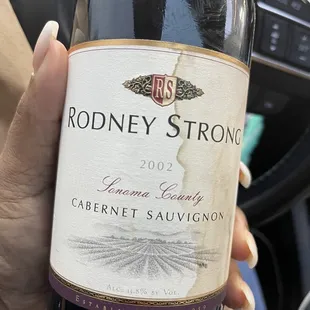 RS
RODNEY STRONG
2002
Sonoma County
CABERNET SAUVIGNON